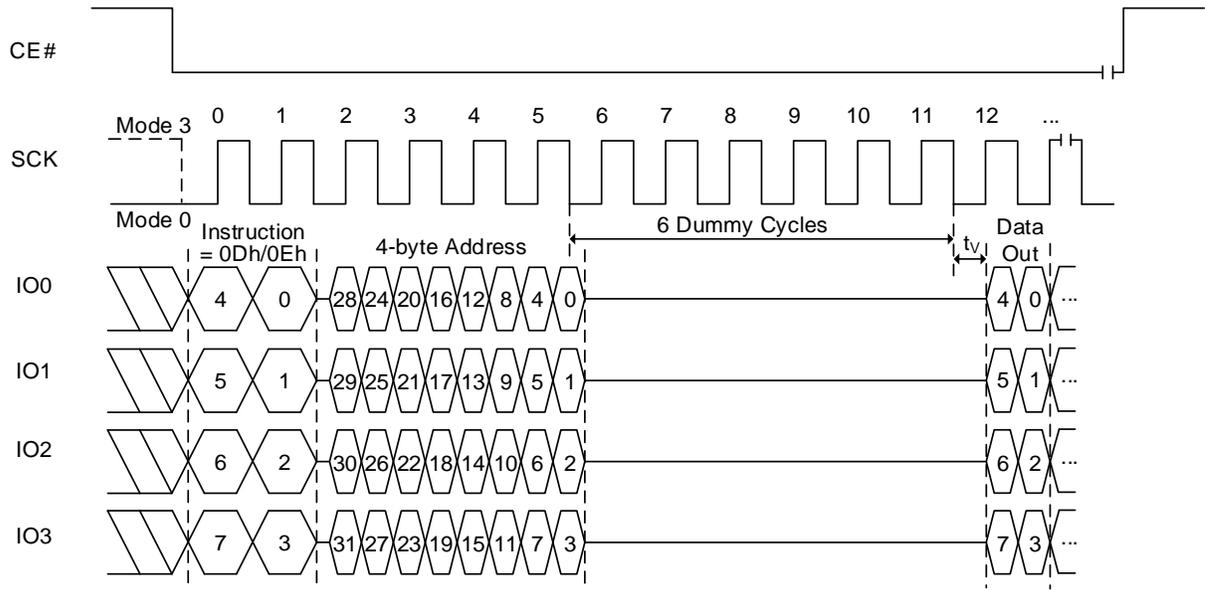 CE#
0 1 2 3 4 5 6 7 8 9 10 11 12 ...
Mode 3
SCK
Mode 0
Instruction
= 0Dh/0Eh
4-byte Address
6 Dummy Cycles
tV
Data
Out
IO0 4 0 28 24 20 16 12 8 4 0 4 0 ...
IO1 5 1 29 25 21 17 13 9 5 1 5 1 ...
IO2 6 2 30 26 22 18 14 10 6 2 6 2 ...
IO3 7 3 31 27 23 19 15 11 7 3 7 3 ...